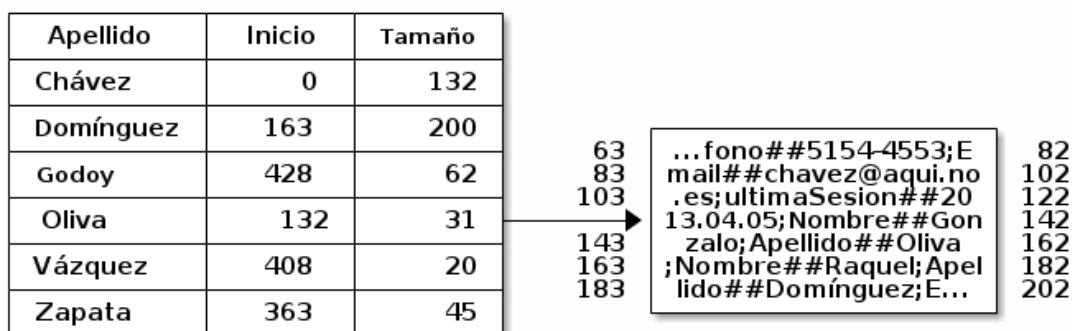 Apellido Inicio Tamaño
Chávez 0 132
Domínguez 163 200
Godoy 428 62
Oliva 132 31
Vázquez 408 20
Zapata 363 45
63 ...fono##5154-4553;E 82
83 mail##chavez@aqui.no 102
103 .es;ultimaSesion##20 122
13.04.05;Nombre##Gon 142
143 zalo;Apellido##Oliva 162
163 ;Nombre##Raquel;Apel 182
183 lido##Domínguez;E... 202